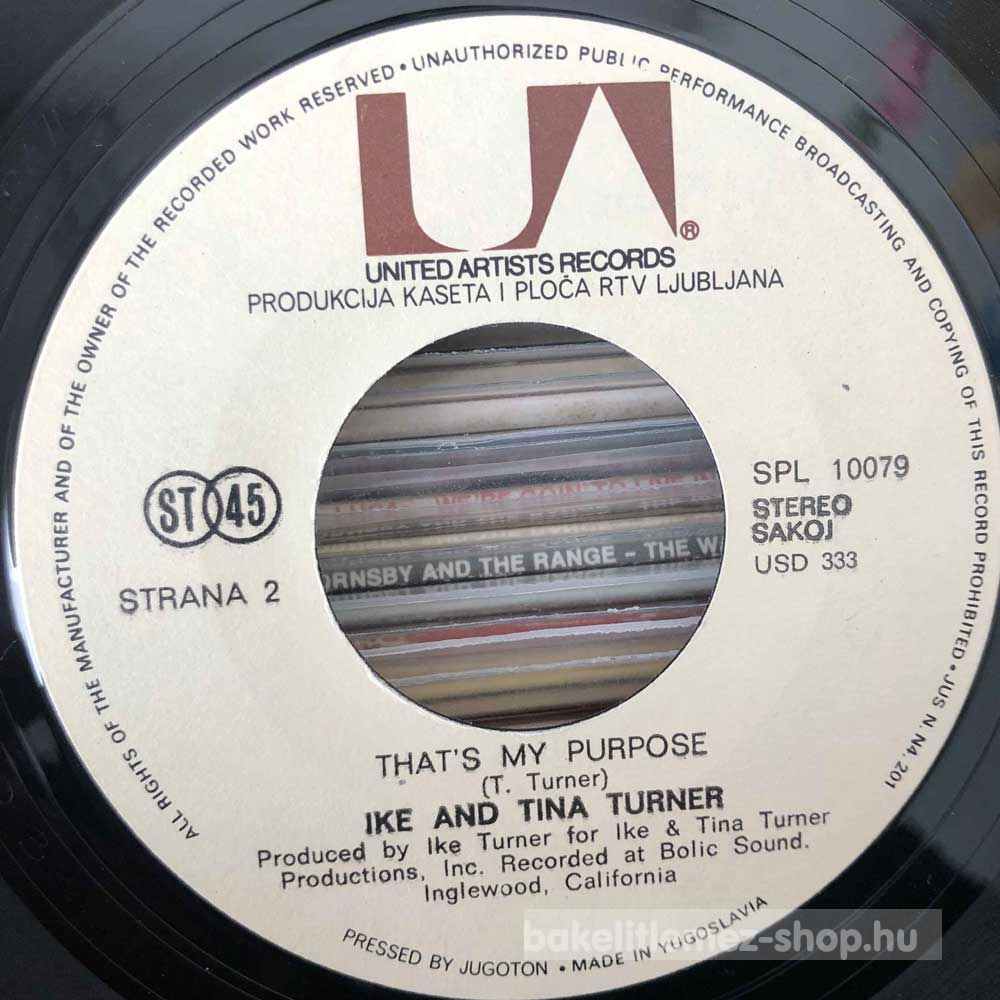 ALL RIGHTS OF THE MANUFACTURER AND OF THE OWNER OF THE RECORDED WORK RESERVED • UNAUTHORIZED PUBLIC PERFORMANCE BROADCASTING AND COPYING OF THIS RECORD PROHIBITED • JUS N. N4. 201
UA®
UNITED ARTISTS RECORDS
PRODUKCIJA KASETA I PLOČA RTV LJUBLJANA
ST 45
STRANA 2
SPL 10079
STEREO
SAKOJ
USD 333
ORNSBY AND THE RANGE - THE W
THAT'S MY PURPOSE
(T. Turner)
IKE AND TINA TURNER
Produced by Ike Turner for Ike & Tina Turner
Productions, Inc. Recorded at Bolic Sound.
Inglewood, California
PRESSED BY JUGOTON • MADE IN YUGOSLAVIA
bakelitlemez-shop.hu